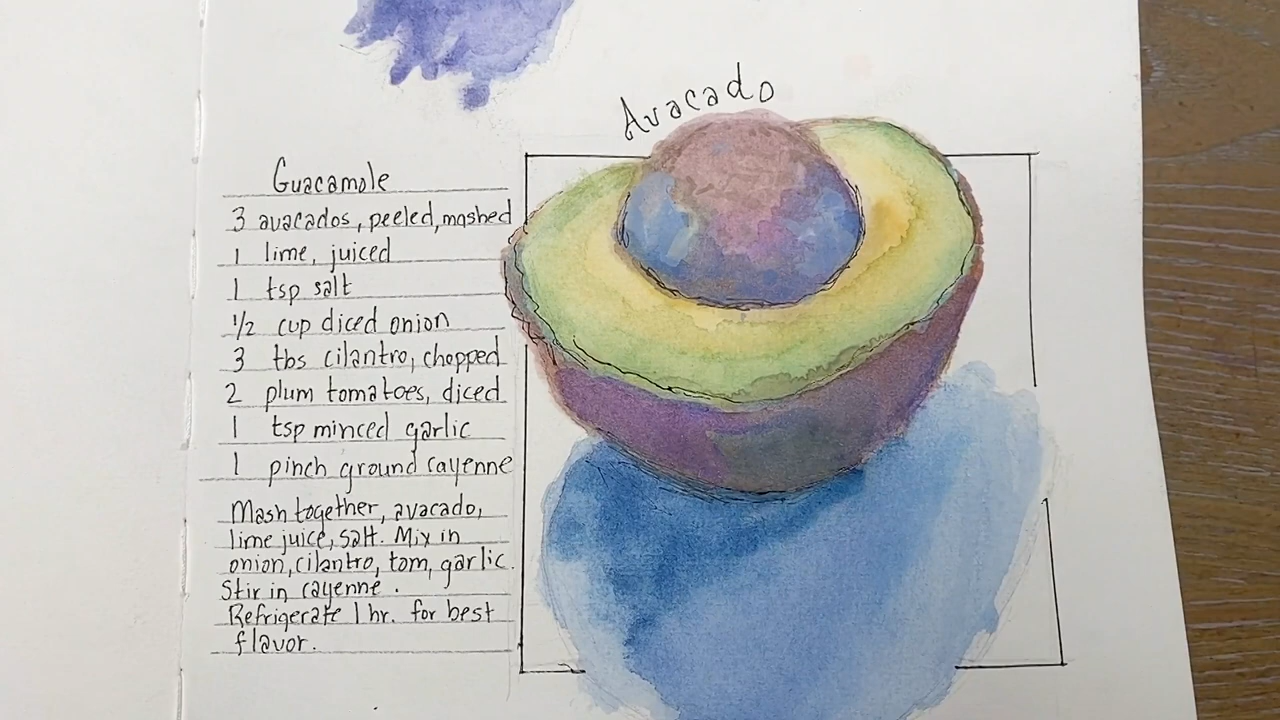 Avacado
Guacamole
3 avacados, peeled, mashed
1 lime, juiced
1 tsp salt
1/2 cup diced onion
3 tbs cilantro, chopped
2 plum tomatoes, diced
1 tsp minced garlic
1 pinch ground cayenne
Mash together, avacado,
lime juice, salt. Mix in
onion, cilantro, tom, garlic.
Stir in cayenne.
Refrigerate 1 hr. for best
flavor.